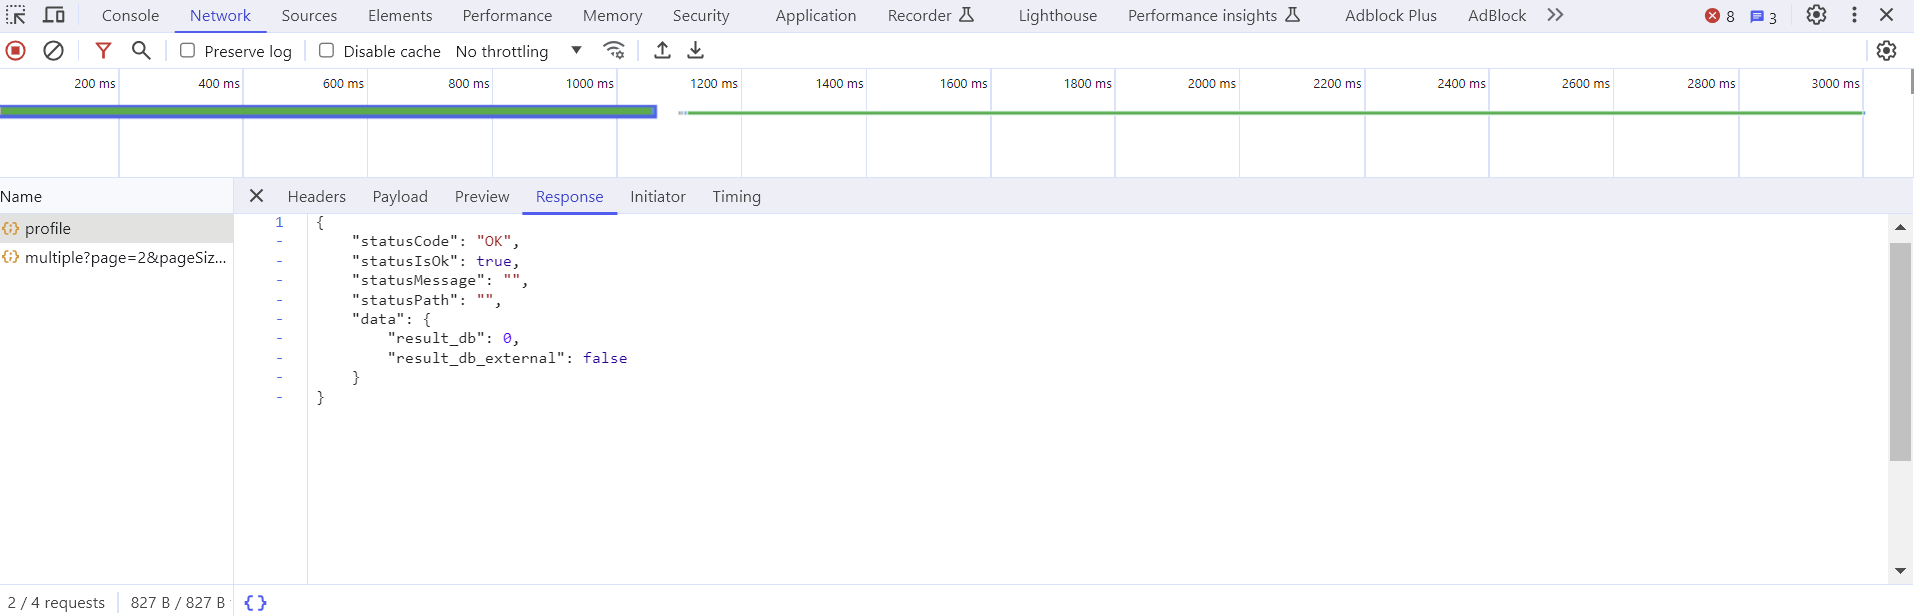 Console Network Sources Elements Performance Memory Security Application Recorder Lighthouse Performance insights Adblock Plus AdBlock 8 3
Preserve log Disable cache No throttling
200 ms 400 ms 600 ms 800 ms 1000 ms 1200 ms 1400 ms 1600 ms 1800 ms 2000 ms 2200 ms 2400 ms 2600 ms 2800 ms 3000 ms
Name Headers Payload Preview Response Initiator Timing
profile
multiple?page=2&pageSiz...
1 {
- "statusCode": "OK",
- "statusIsOk": true,
- "statusMessage": "",
- "statusPath": "",
- "data": {
- "result_db": 0,
- "result_db_external": false
- }
- }
2 / 4 requests 827 B / 827 B {}